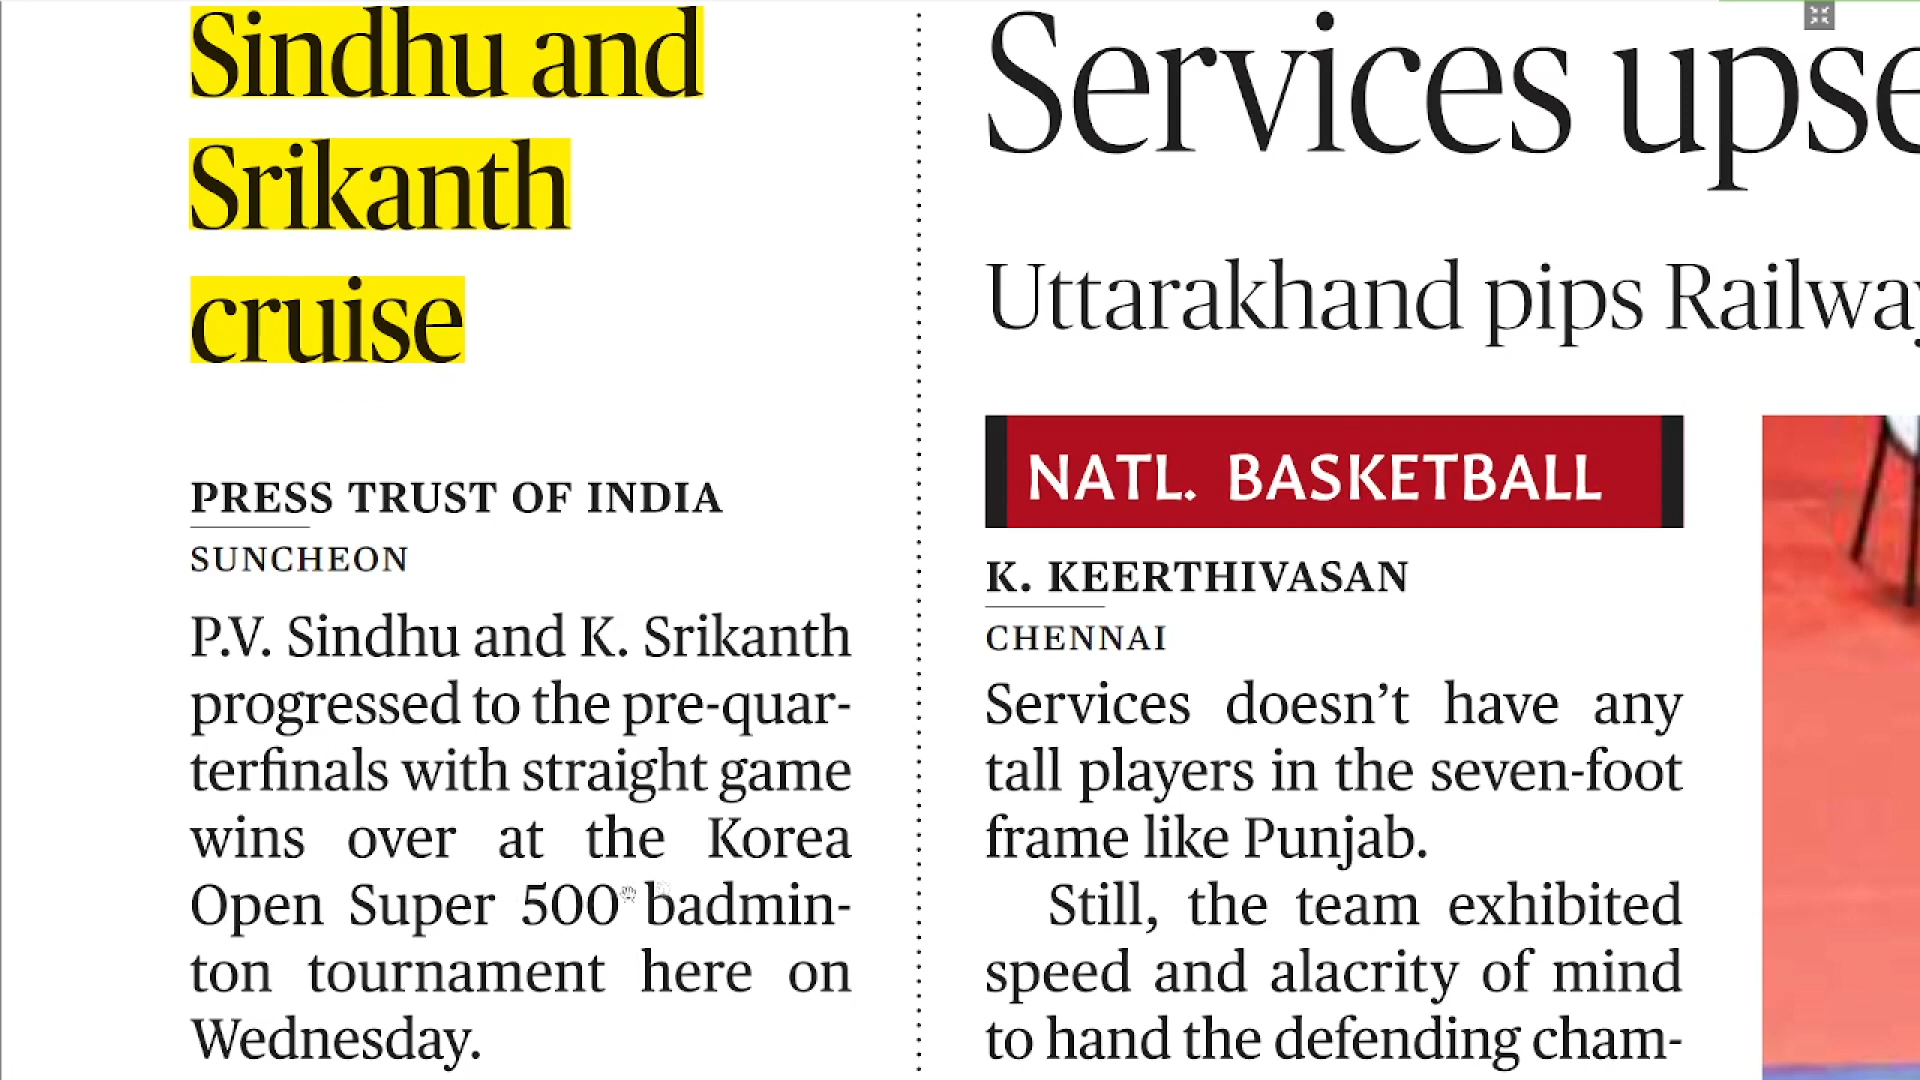 Sindhu and
Srikanth
cruise
PRESS TRUST OF INDIA
SUNCHEON
P.V. Sindhu and K. Srikanth
progressed to the pre-quar-
terfinals with straight game
wins over at the Korea
Open Super 500 badmin-
ton tournament here on
Wednesday.
Services upse
Uttarakhand pips Railway
NATL. BASKETBALL
K. KEERTHIVASAN
CHENNAI
Services doesn’t have any
tall players in the seven-foot
frame like Punjab.
Still, the team exhibited
speed and alacrity of mind
to hand the defending cham-